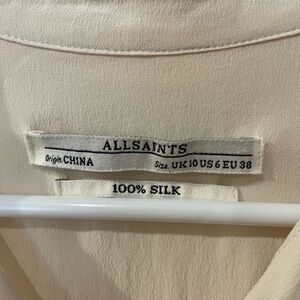 ALLSAINTS
Origin. CHINA Size. UK 10 US 6 EU 38
100% SILK